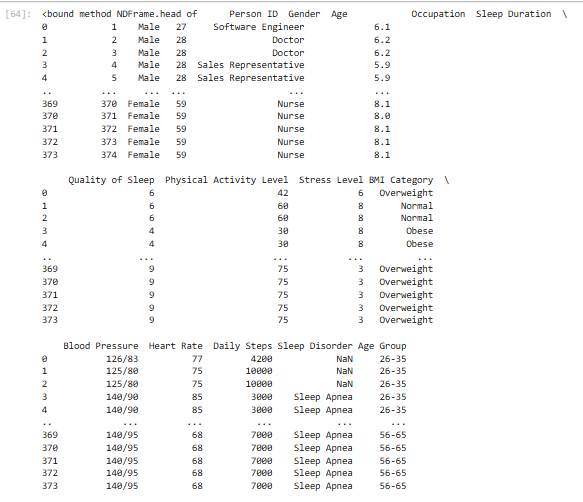 [64]: <bound method NDFrame.head of      Person ID  Gender  Age            Occupation  Sleep Duration  \
0            1    Male   27     Software Engineer             6.1
1            2    Male   28                Doctor             6.2
2            3    Male   28                Doctor             6.2
3            4    Male   28  Sales Representative             5.9
4            5    Male   28  Sales Representative             5.9
..         ...     ...  ...                   ...             ...
369        370  Female   59                 Nurse             8.1
370        371  Female   59                 Nurse             8.0
371        372  Female   59                 Nurse             8.1
372        373  Female   59                 Nurse             8.1
373        374  Female   59                 Nurse             8.1
Quality of Sleep  Physical Activity Level  Stress Level BMI Category  \
0                   6                       42             6   Overweight
1                   6                       60             8       Normal
2                   6                       60             8       Normal
3                   4                       30             8        Obese
4                   4                       30             8        Obese
..                ...                      ...           ...          ...
369                 9                       75             3   Overweight
370                 9                       75             3   Overweight
371                 9                       75             3   Overweight
372                 9                       75             3   Overweight
373                 9                       75             3   Overweight
Blood Pressure  Heart Rate  Daily Steps Sleep Disorder Age Group
0           126/83          77         4200            NaN     26-35
1           125/80          75        10000            NaN     26-35
2           125/80          75        10000            NaN     26-35
3           140/90          85         3000    Sleep Apnea     26-35
4           140/90          85         3000    Sleep Apnea     26-35
..             ...         ...          ...            ...       ...
369         140/95          68         7000    Sleep Apnea     56-65
370         140/95          68         7000    Sleep Apnea     56-65
371         140/95          68         7000    Sleep Apnea     56-65
372         140/95          68         7000    Sleep Apnea     56-65
373         140/95          68         7000    Sleep Apnea     56-65